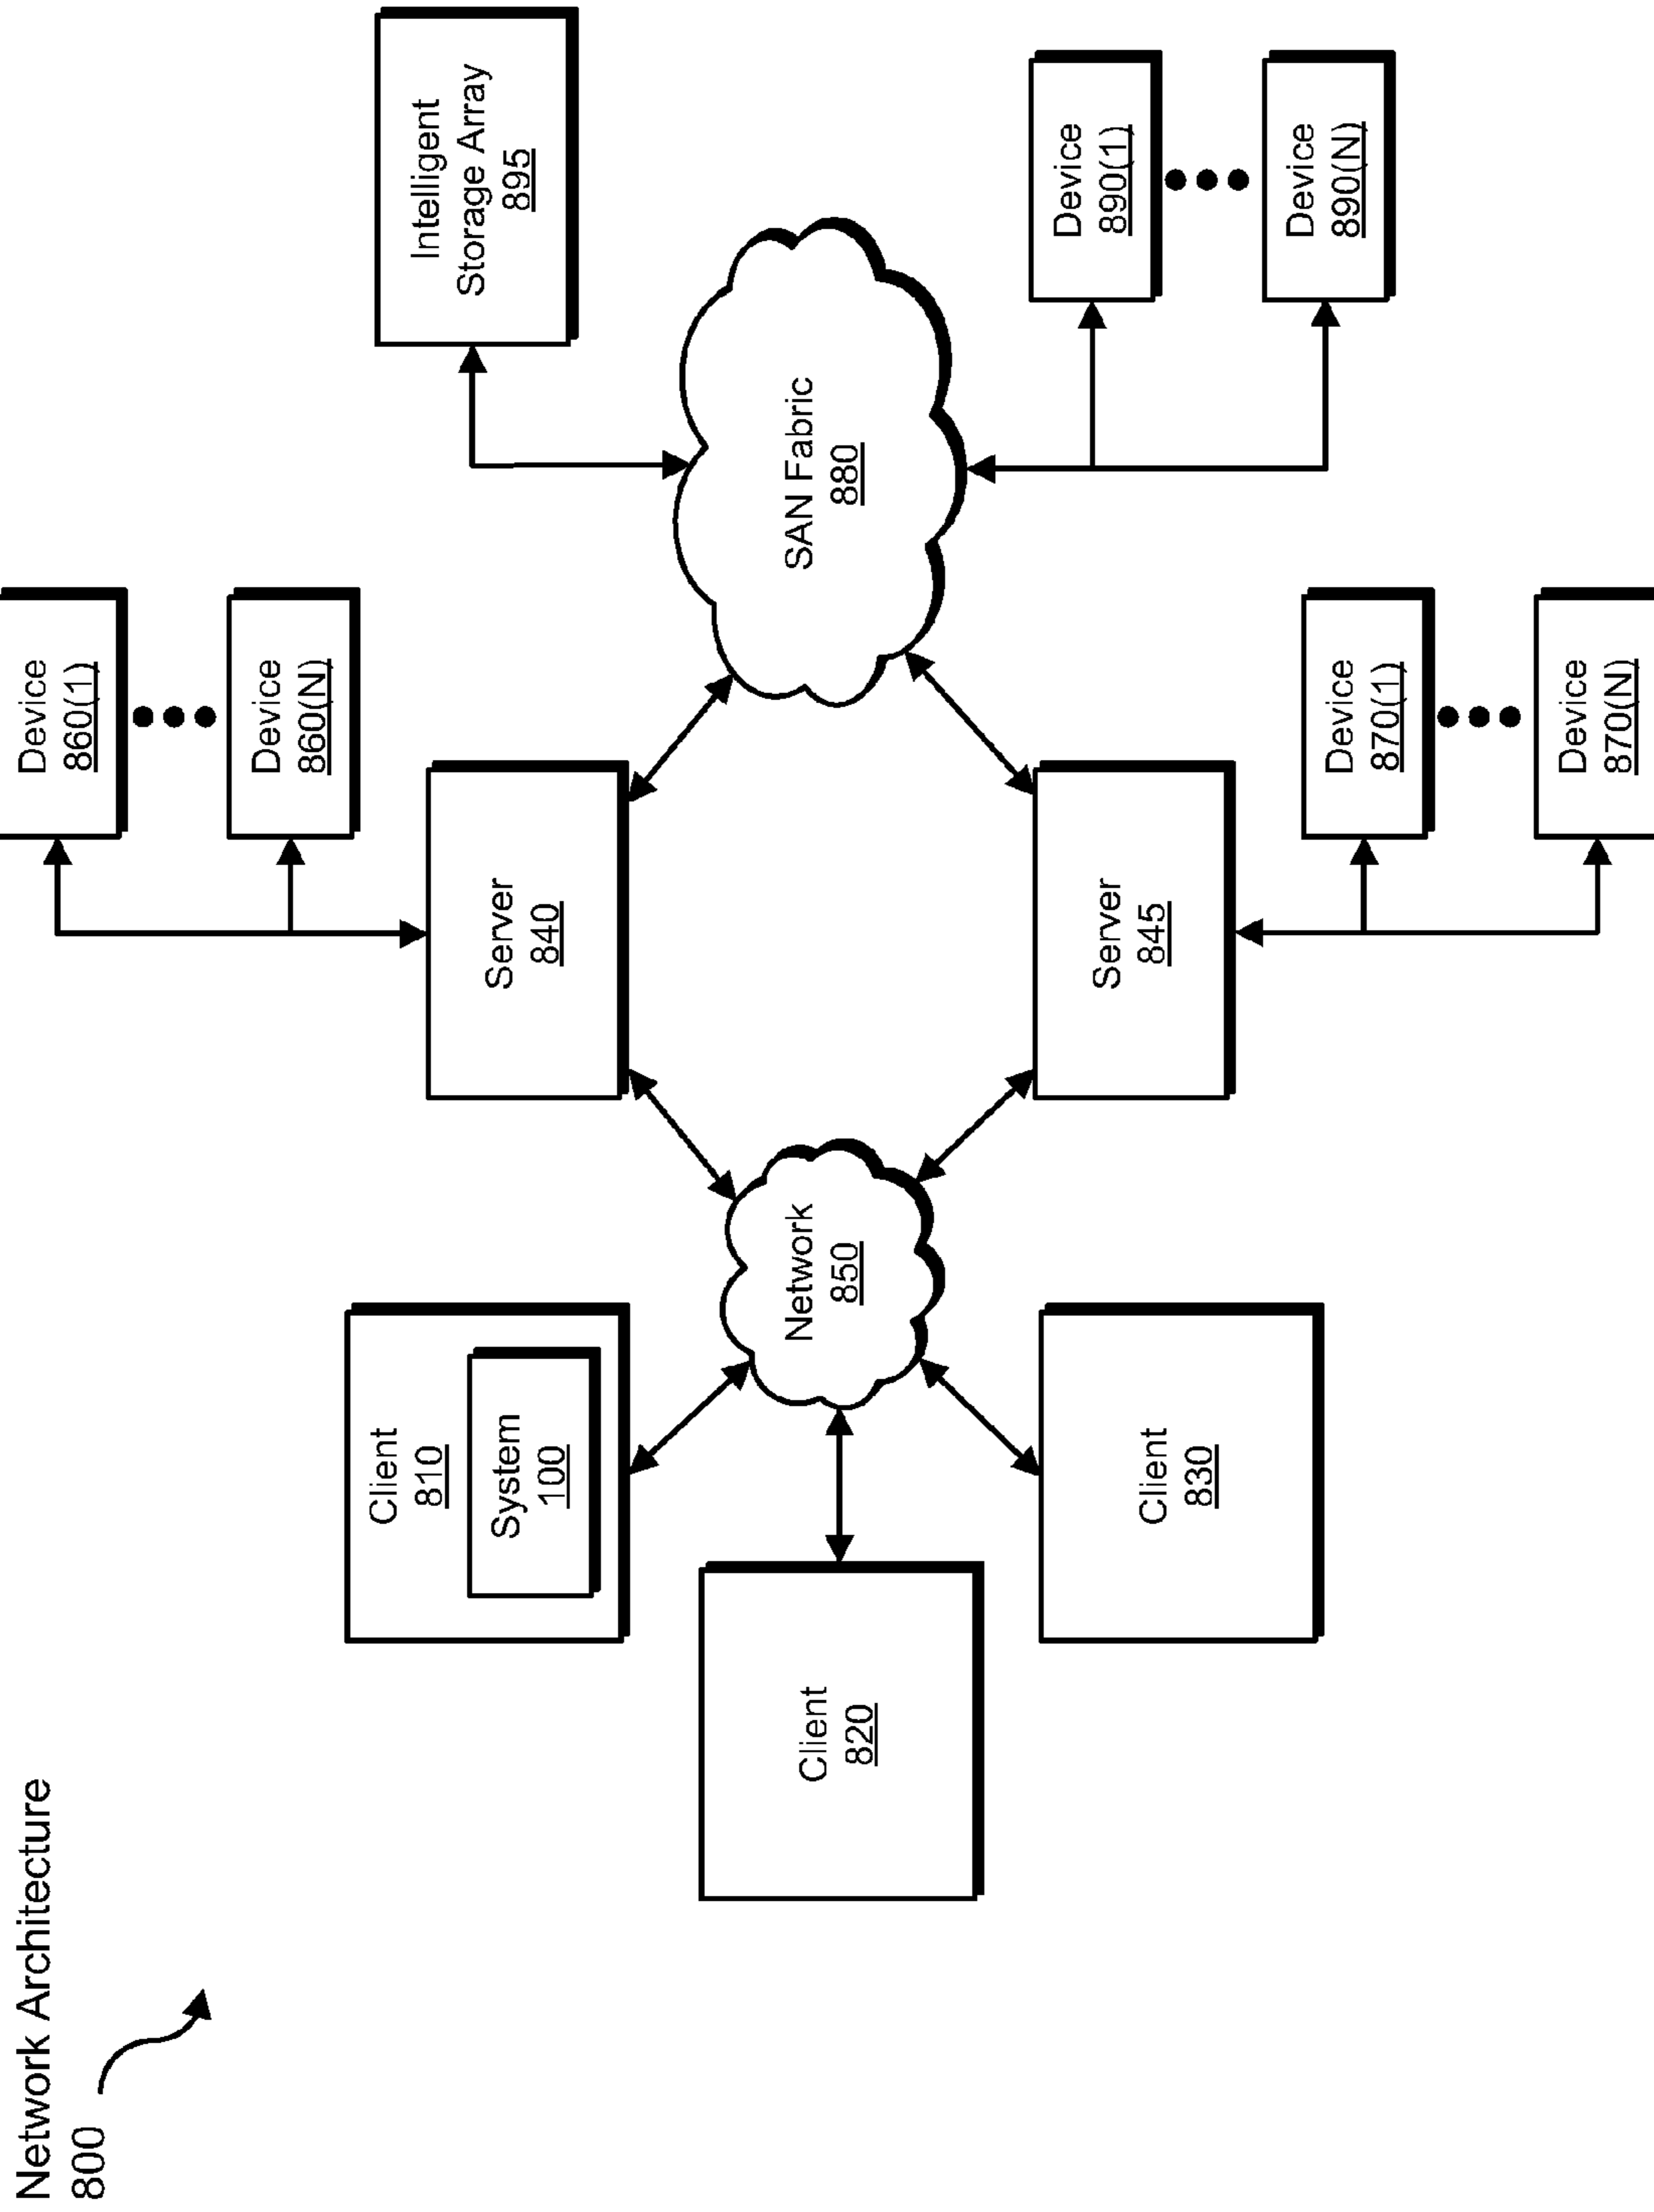 Network Architecture
800
Client
810
System
100
Client
820
Client
830
Network
850
Server
840
Server
845
Device
860(1)
Device
860(N)
Device
870(1)
Device
870(N)
SAN Fabric
880
Intelligent
Storage Array
895
Device
890(1)
Device
890(N)